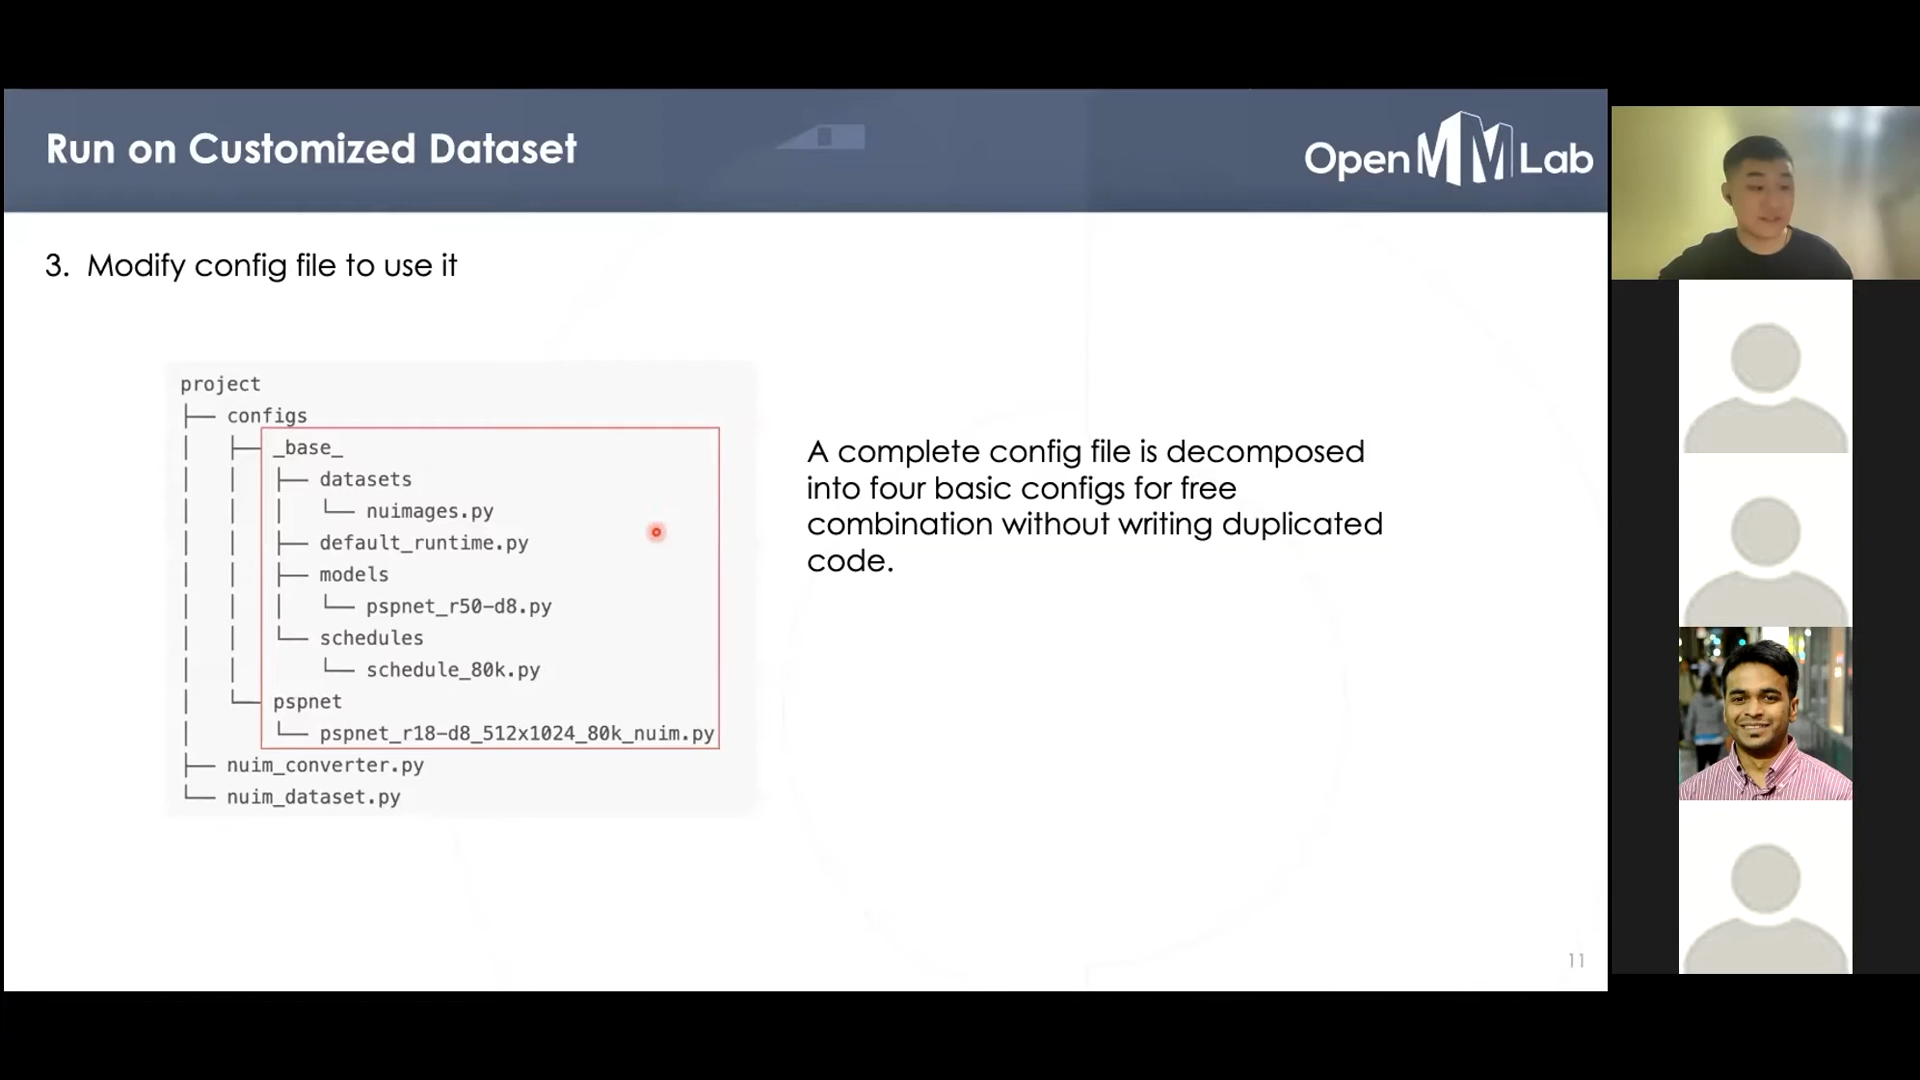 Run on Customized Dataset
OpenMMLab
3. Modify config file to use it
project
├── configs
│   ├── _base_
│   │   ├── datasets
│   │   │   └── nuimages.py
│   │   ├── default_runtime.py
│   │   ├── models
│   │   │   └── pspnet_r50-d8.py
│   │   └── schedules
│   │       └── schedule_80k.py
│   └── pspnet
│       └── pspnet_r18-d8_512x1024_80k_nuim.py
├── nuim_converter.py
└── nuim_dataset.py
A complete config file is decomposed
into four basic configs for free
combination without writing duplicated
code.
11